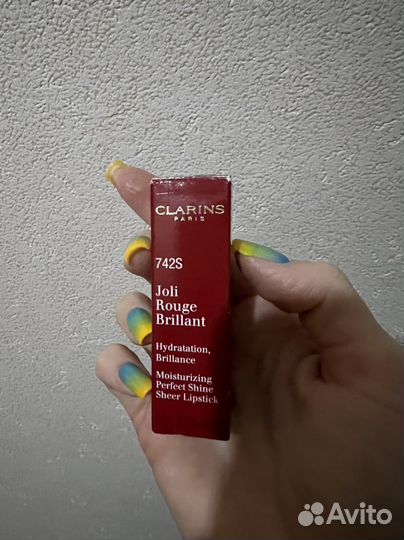 CLARINS
PARIS
742S
Joli
Rouge
Brillant
Hydratation,
Brillance
Moisturizing
Perfect Shine
Sheer Lipstick
Avito